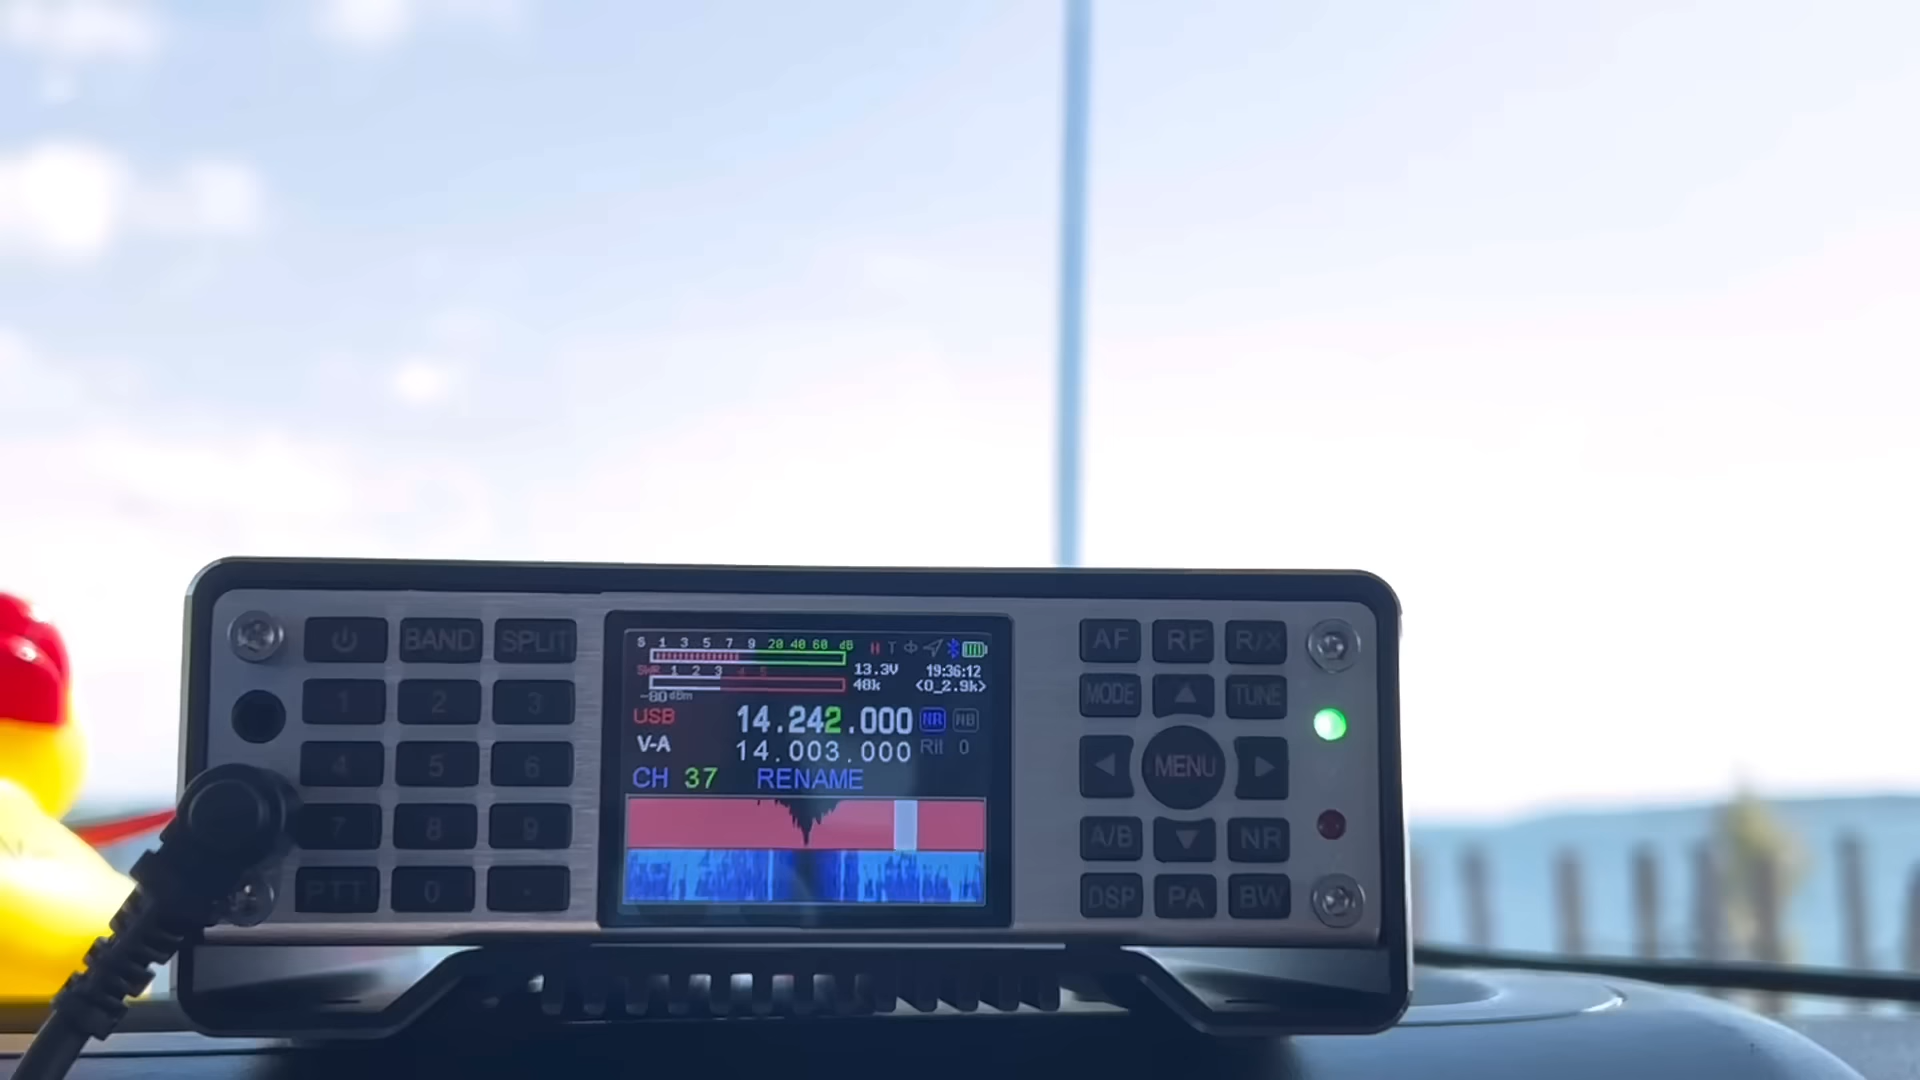 BAND SPLIT
1 2 3
4 5 6
7 8 9
PTT 0 .
S 1 3 5 7 9 20 40 60 dB
SWR 1 2 3 4 5
-80dBm
13.3V 19:36:12
48k <0_2.9k>
USB 14.242.000 NR NB
V-A 14.003.000 Rit 0
CH 37 RENAME
AF RF R/X
MODE TUNE
MENU
A/B NR
DSP PA BW